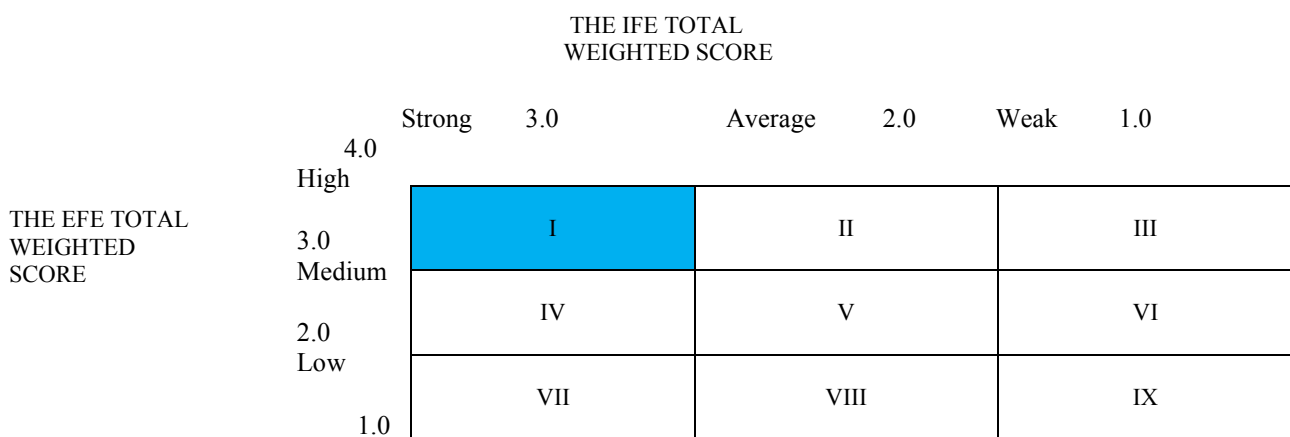 THE IFE TOTAL
WEIGHTED SCORE
Strong 3.0 Average 2.0 Weak 1.0
4.0
High
THE EFE TOTAL
WEIGHTED
SCORE
3.0
Medium
2.0
Low
1.0
I II III
IV V VI
VII VIII IX